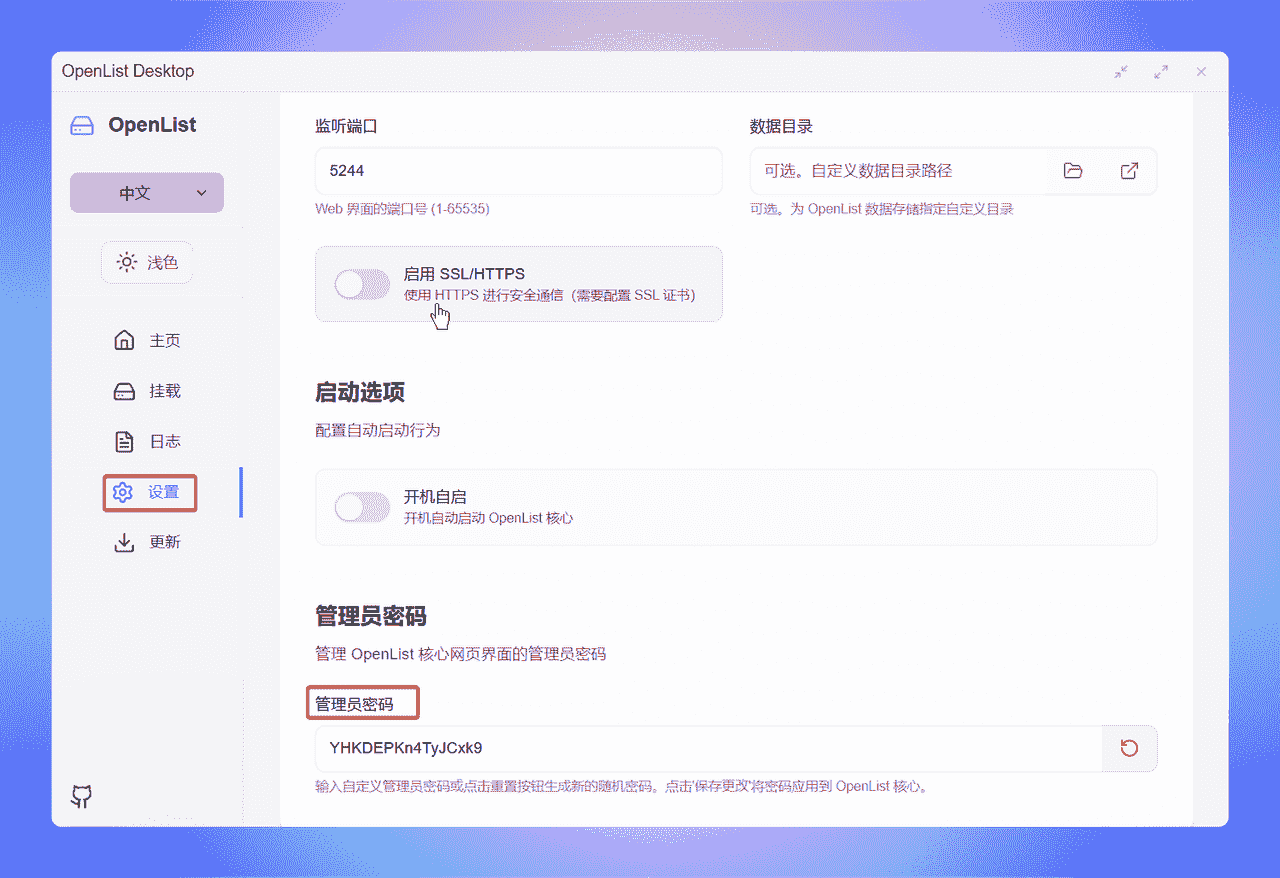 OpenList Desktop
OpenList
中文
浅色
主页
挂载
日志
设置
更新
监听端口
5244
Web 界面的端口号 (1-65535)
数据目录
可选。自定义数据目录路径
可选。为 OpenList 数据存储指定自定义目录
启用 SSL/HTTPS
使用 HTTPS 进行安全通信（需要配置 SSL 证书）
启动选项
配置自动启动行为
开机自启
开机自动启动 OpenList 核心
管理员密码
管理 OpenList 核心网页界面的管理员密码
管理员密码
YHKDEPKn4TyJCxk9
输入自定义管理员密码或点击重置按钮生成新的随机密码。点击'保存更改'将密码应用到 OpenList 核心。